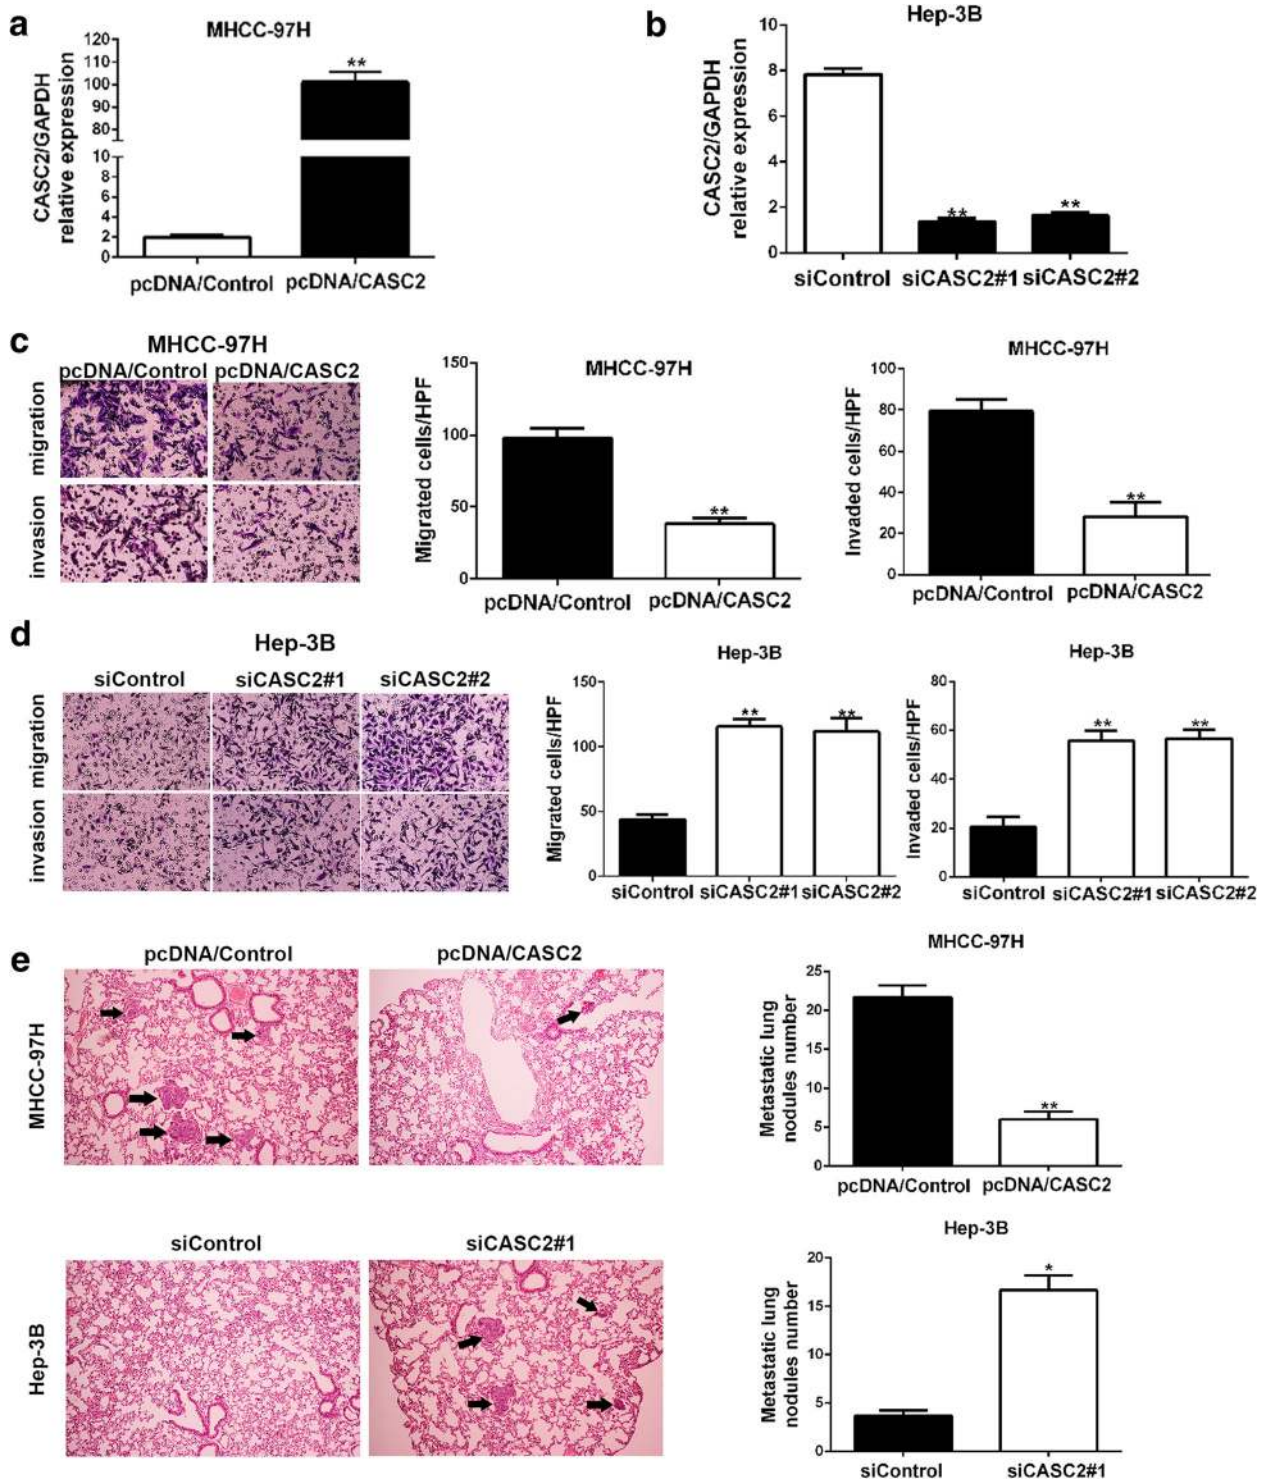 a
MHCC-97H
CASC2/GAPDH
relative expression
120
110
100
90
80
10
8
6
4
2
0
**
pcDNA/Control pcDNA/CASC2
b
Hep-3B
CASC2/GAPDH
relative expression
10
8
6
4
2
0
** **
siControl siCASC2#1 siCASC2#2
c
MHCC-97H
pcDNA/Control pcDNA/CASC2
migration
invasion
MHCC-97H
Migrated cells/HPF
150
100
50
0
**
pcDNA/Control pcDNA/CASC2
MHCC-97H
Invaded cells/HPF
100
80
60
40
20
0
**
pcDNA/Control pcDNA/CASC2
d
Hep-3B
siControl siCASC2#1 siCASC2#2
migration
invasion
Hep-3B
Migrated cells/HPF
150
100
50
0
** **
siControl siCASC2#1 siCASC2#2
Hep-3B
Invaded cells/HPF
80
60
40
20
0
** **
siControl siCASC2#1 siCASC2#2
e
pcDNA/Control pcDNA/CASC2
MHCC-97H
MHCC-97H
Metastatic lung
nodules number
25
20
15
10
5
0
**
pcDNA/Control pcDNA/CASC2
siControl siCASC2#1
Hep-3B
Hep-3B
Metastatic lung
nodules number
20
15
10
5
0
*
siControl siCASC2#1